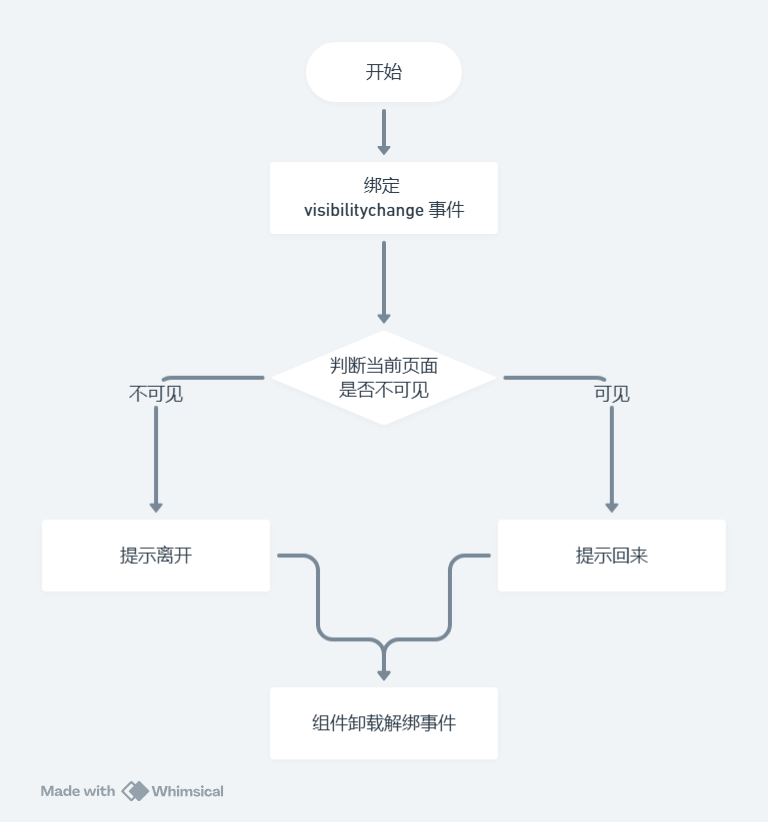 开始
绑定
visibilitychange 事件
判断当前页面
是否不可见
不可见
可见
提示离开
提示回来
组件卸载解绑事件
Made with Whimsical